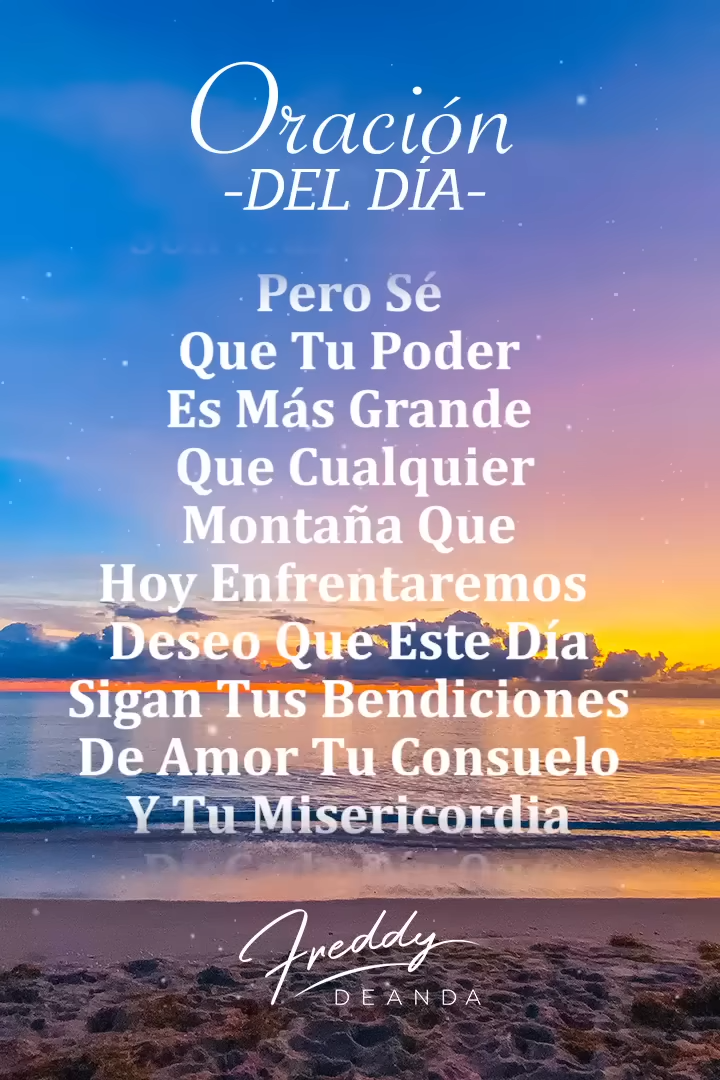 Oración
-DEL DÍA-
Pero Sé
Que Tu Poder
Es Más Grande
Que Cualquier
Montaña Que
Hoy Enfrentaremos
Deseo Que Este Día
Sigan Tus Bendiciones
De Amor Tu Consuelo
Y Tu Misericordia
Freddy
DEANDA